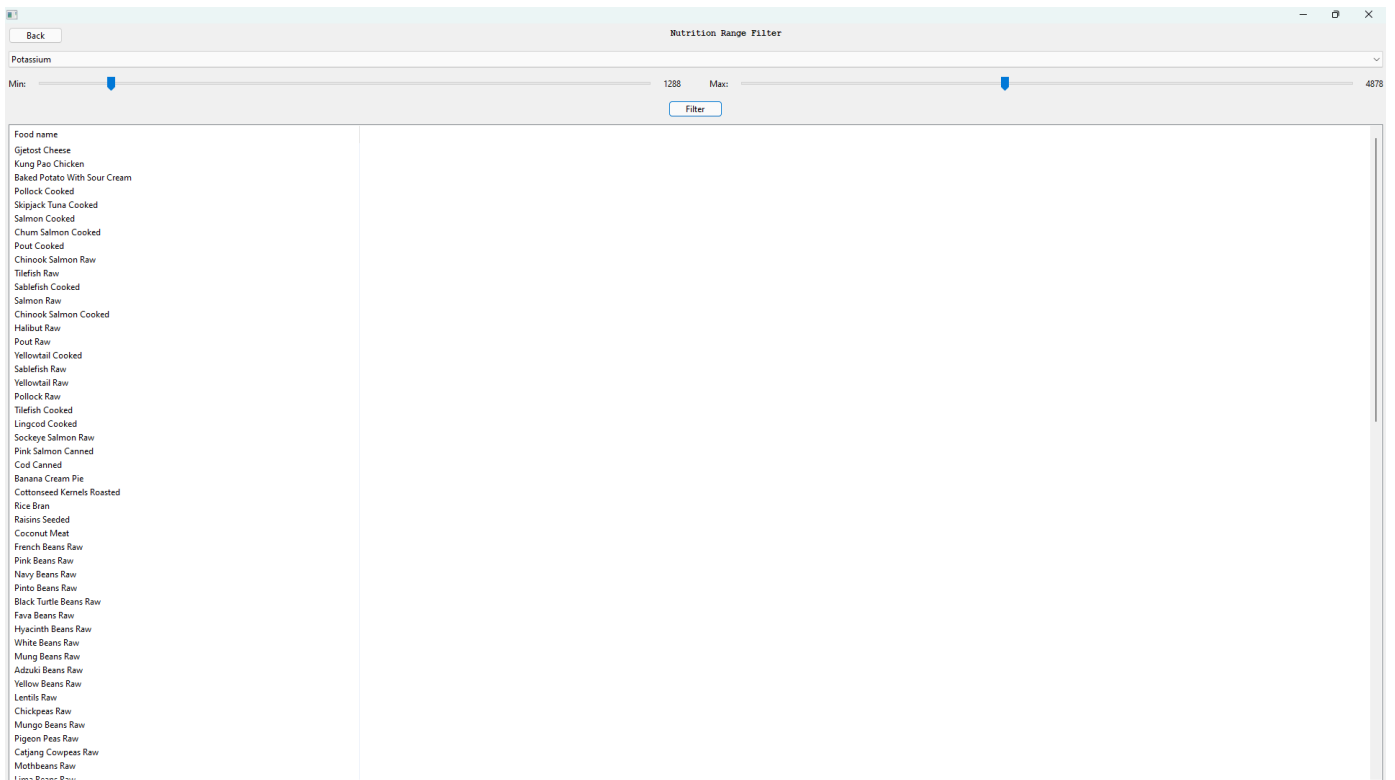 Back
Nutrition Range Filter
Potassium
Min: 1288 Max: 4878
Filter
Food name
Gjetost Cheese
Kung Pao Chicken
Baked Potato With Sour Cream
Pollock Cooked
Skipjack Tuna Cooked
Salmon Cooked
Chum Salmon Cooked
Pout Cooked
Chinook Salmon Raw
Tilefish Raw
Sablefish Cooked
Salmon Raw
Chinook Salmon Cooked
Halibut Raw
Pout Raw
Yellowtail Cooked
Sablefish Raw
Yellowtail Raw
Pollock Raw
Tilefish Cooked
Lingcod Cooked
Sockeye Salmon Raw
Pink Salmon Canned
Cod Canned
Banana Cream Pie
Cottonseed Kernels Roasted
Rice Bran
Raisins Seeded
Coconut Meat
French Beans Raw
Pink Beans Raw
Navy Beans Raw
Pinto Beans Raw
Black Turtle Beans Raw
Fava Beans Raw
Hyacinth Beans Raw
White Beans Raw
Mung Beans Raw
Adzuki Beans Raw
Yellow Beans Raw
Lentils Raw
Chickpeas Raw
Mungo Beans Raw
Pigeon Peas Raw
Catjang Cowpeas Raw
Mothbeans Raw
Lima Beans Raw